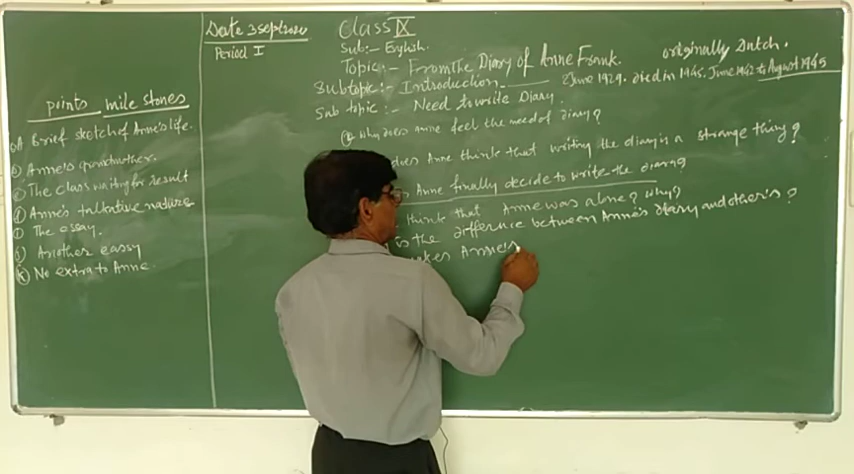 points mile stones
A Brief sketch of Anne's life.
Anne's grandmother.
The class waiting for result
Anne's talkative nature
The essay.
Another eassy
No extra to Anne.
Date 3 sept
Period I
Class IX
Sub:- English.
Topic:- From the Diary of Anne Frank. originally Dutch.
Subtopic:- Introduction. June 1929. died in 1945. June 1942 to August 1945
Sub topic:- Need to write Diary.
Why does anne feel the need of diary?
does Anne think that writing the diary is a strange thing?
Anne finally decide to write the diary?
think that Anne was alone? why?
is the difference between Anne's diary and other's?
Anne's